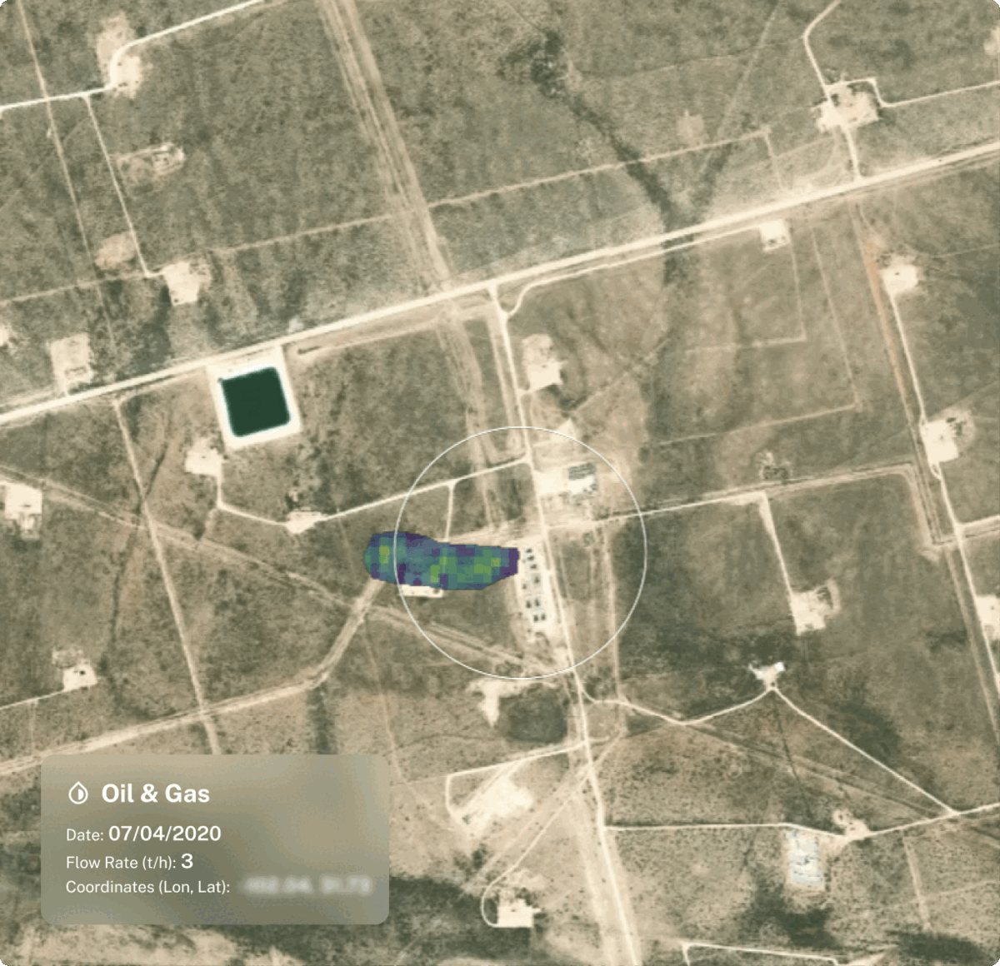 Oil & Gas
Date: 07/04/2020
Flow Rate (t/h): 3
Coordinates (Lon, Lat):